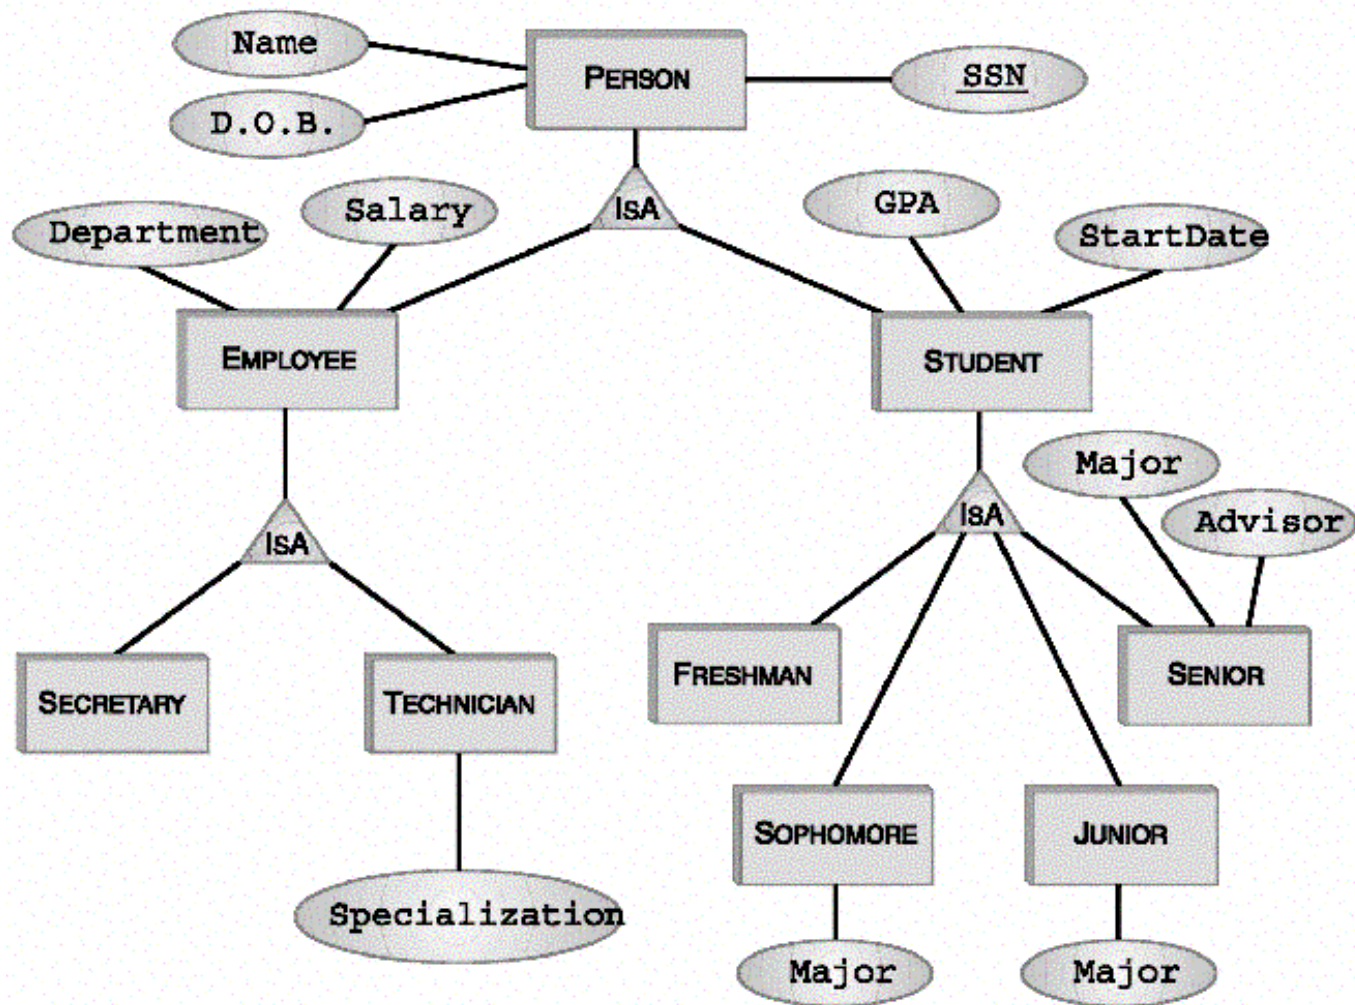 Name
PERSON
SSN
D.O.B.
IsA
GPA
Salary
Department
StartDate
EMPLOYEE
STUDENT
Major
Advisor
IsA
IsA
FRESHMAN
SENIOR
SECRETARY
TECHNICIAN
SOPHOMORE
JUNIOR
Specialization
Major
Major